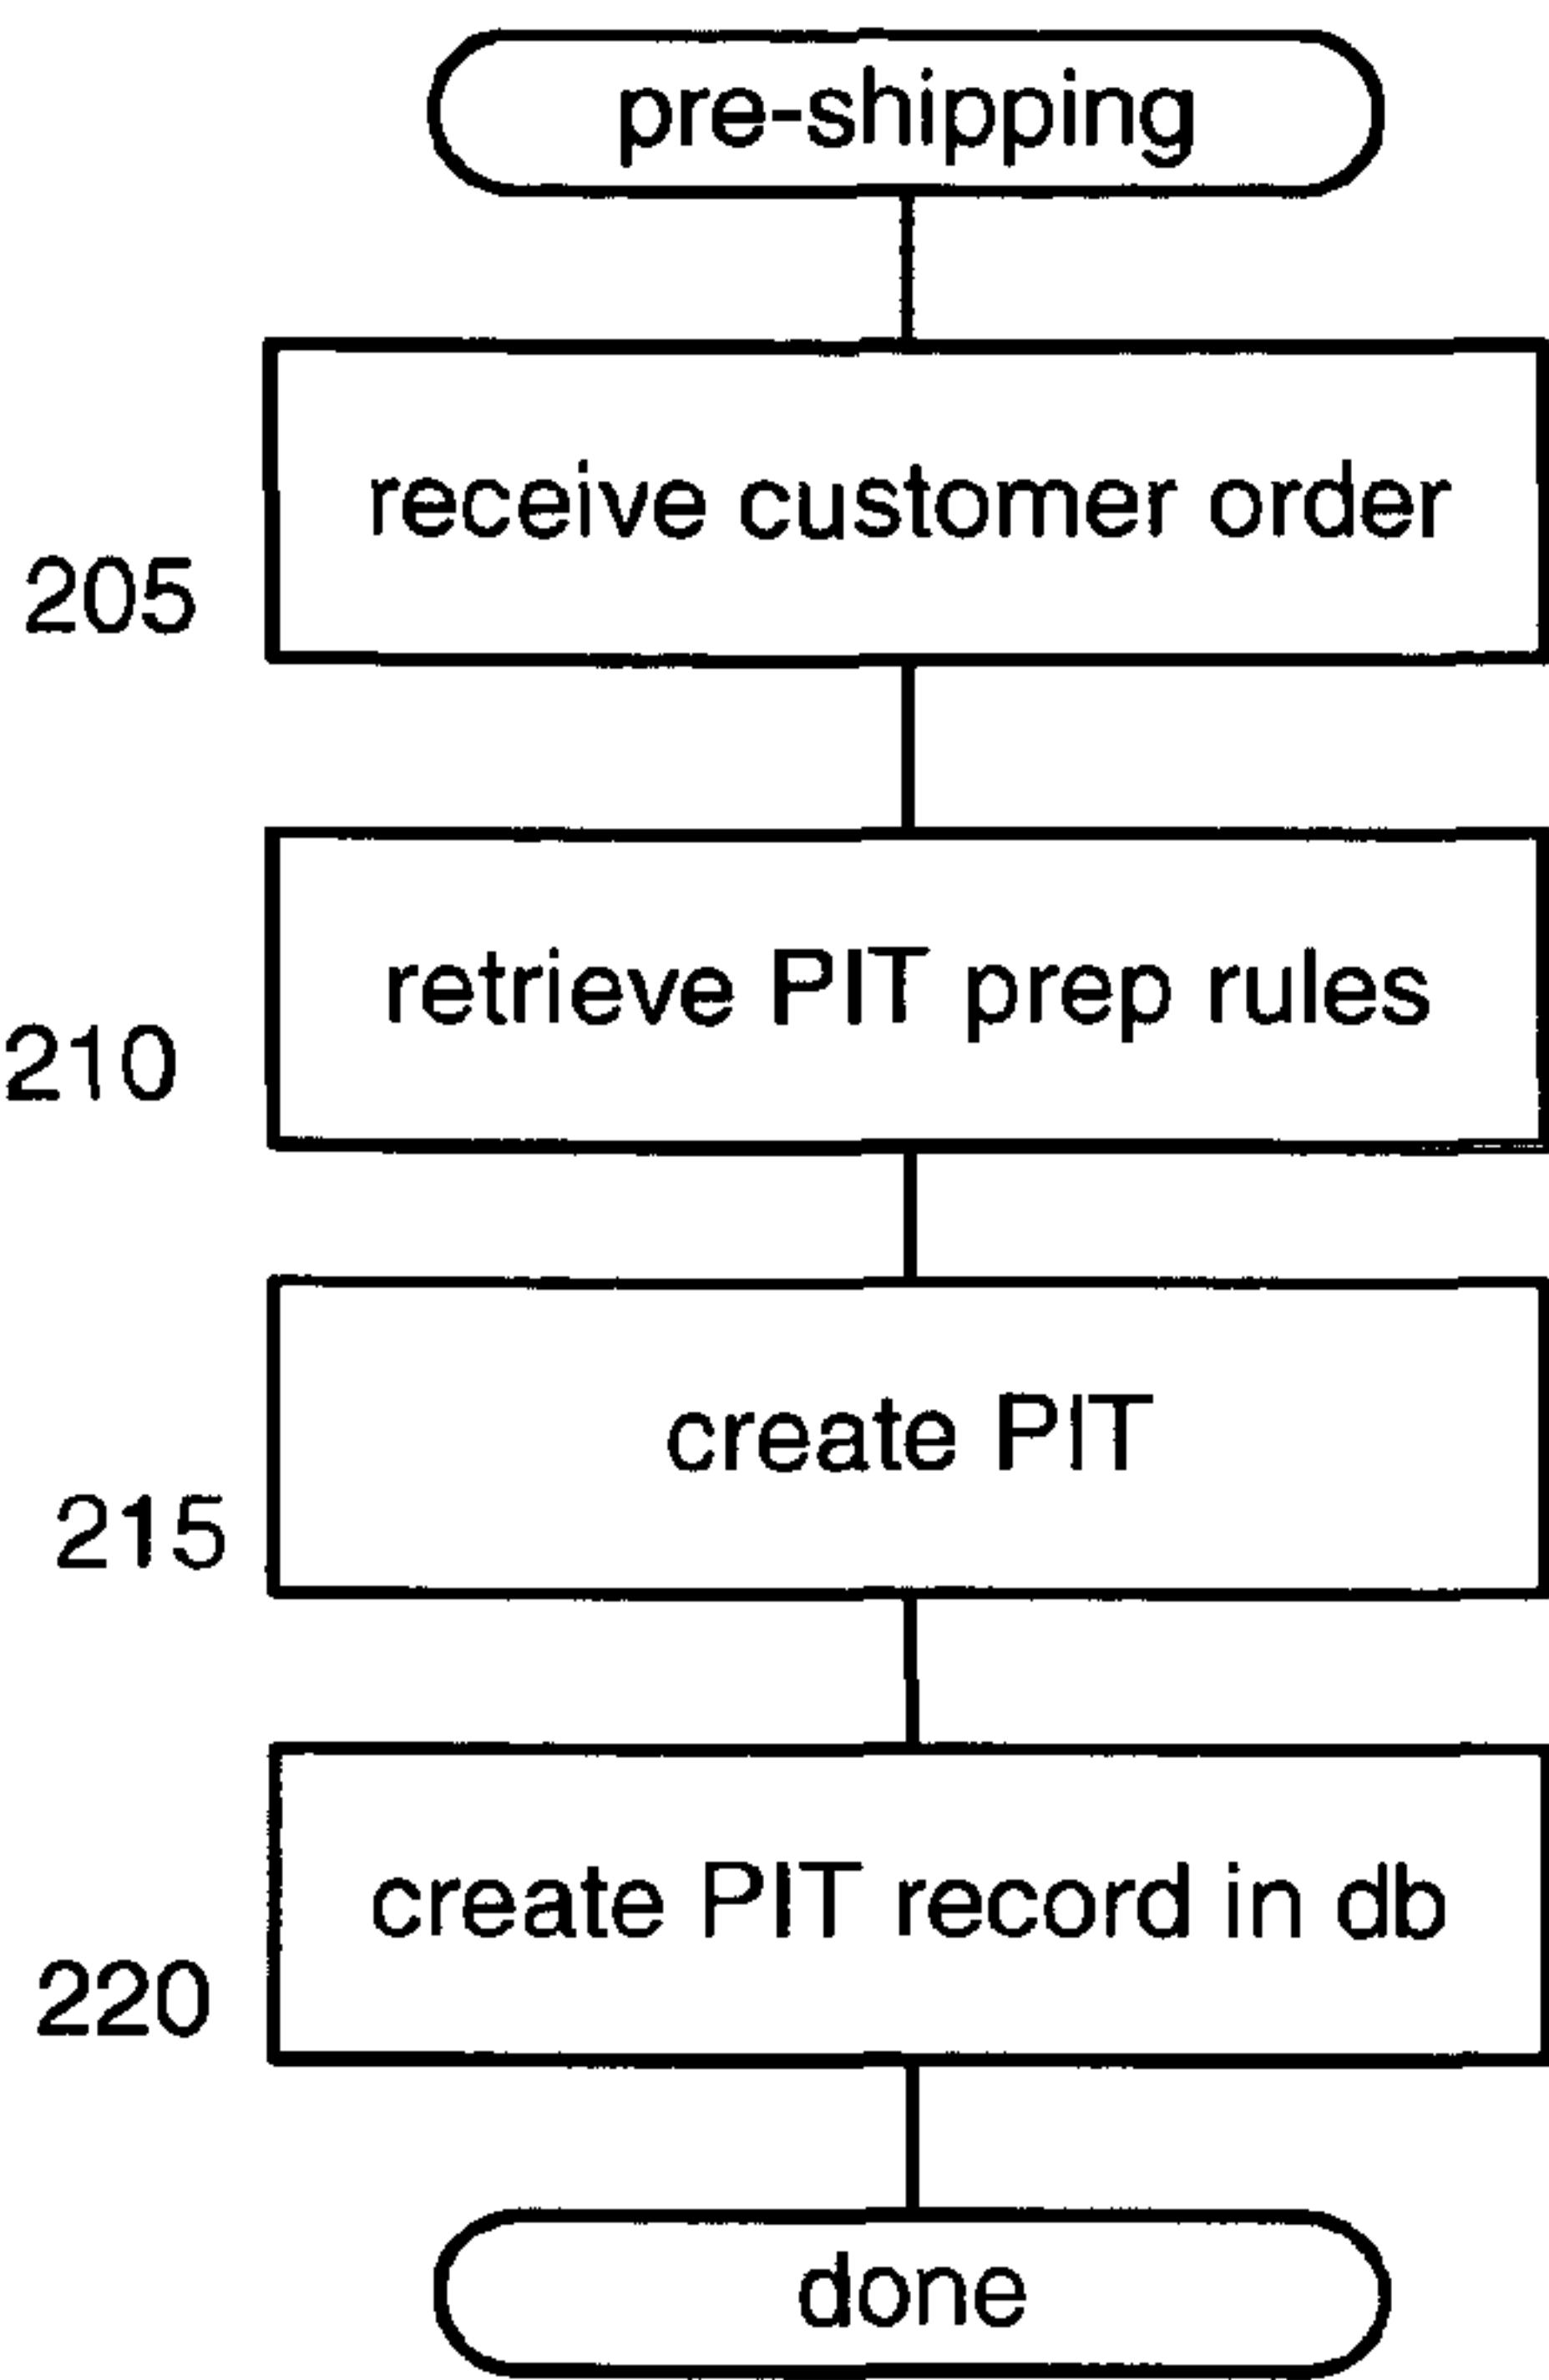 pre-shipping
receive customer order
205
retrieve PIT prep rules
210
create PIT
215
create PIT record in db
220
done